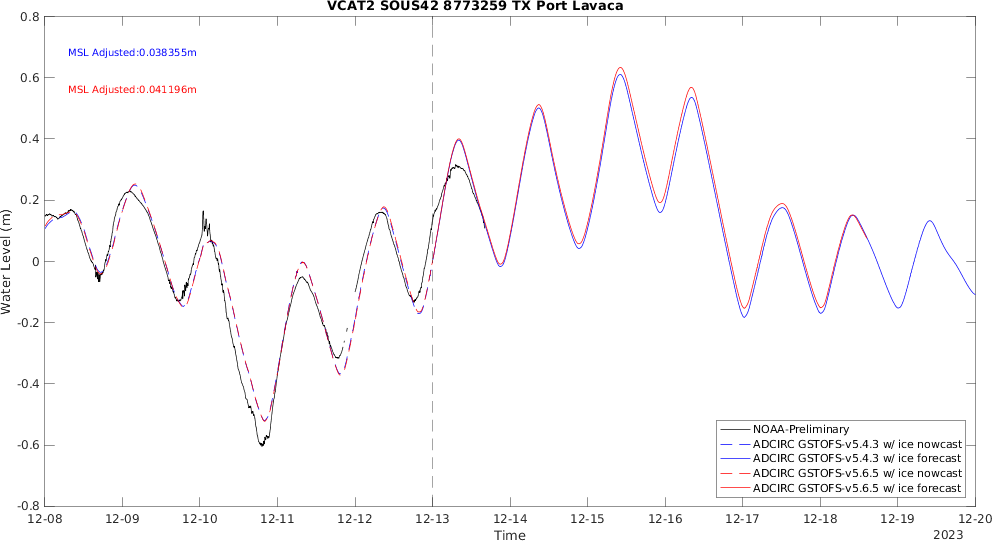 VCAT2 SOUS42 8773259 TX Port Lavaca
MSL Adjusted:0.038355m
MSL Adjusted:0.041196m
Water Level (m)
0.8
0.6
0.4
0.2
0
-0.2
-0.4
-0.6
-0.8
NOAA-Preliminary
ADCIRC GSTOFS-v5.4.3 w/ ice nowcast
ADCIRC GSTOFS-v5.4.3 w/ ice forecast
ADCIRC GSTOFS-v5.6.5 w/ ice nowcast
ADCIRC GSTOFS-v5.6.5 w/ ice forecast
12-08 12-09 12-10 12-11 12-12 12-13 12-14 12-15 12-16 12-17 12-18 12-19 12-20
Time
2023